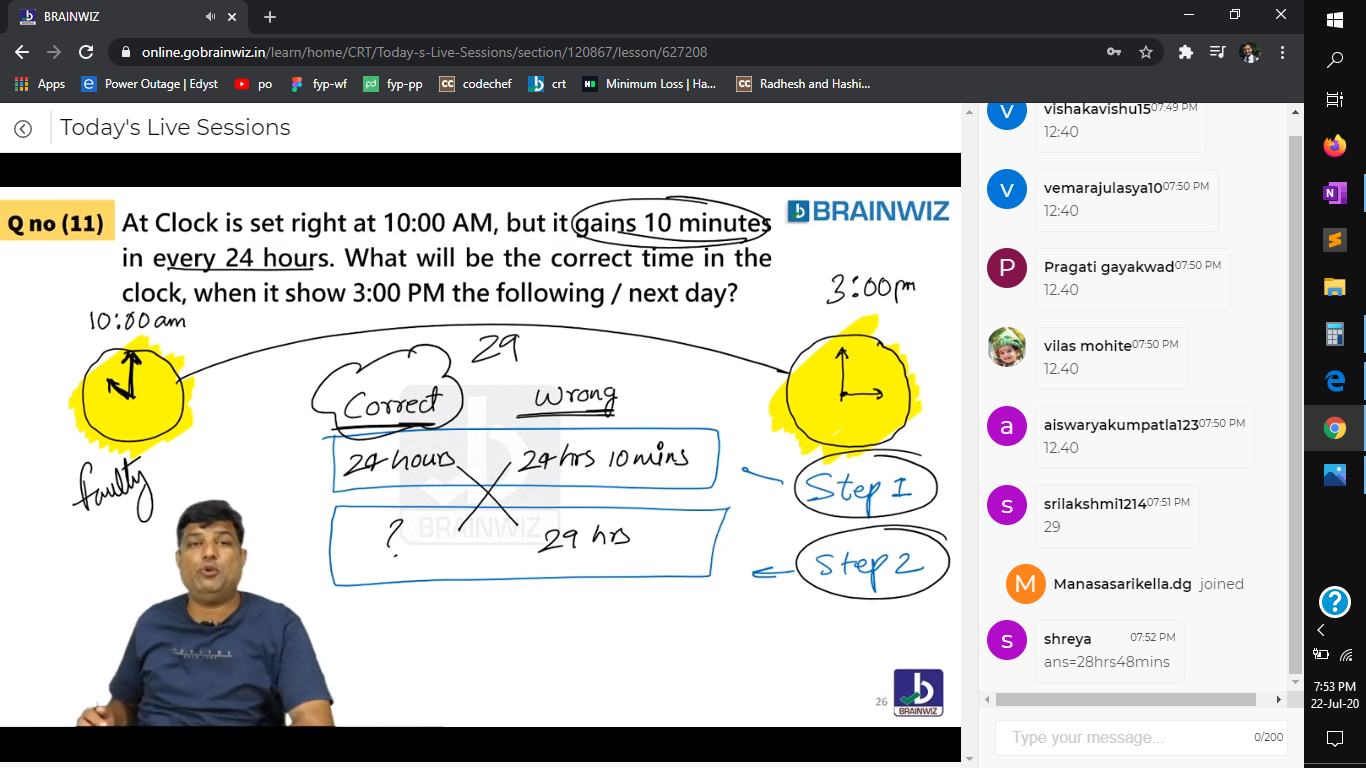 BRAINWIZ
online.gobrainwiz.in/learn/home/CRT/Today-s-Live-Sessions/section/120867/lesson/627208
Apps Power Outage | Edyst po fyp-wf fyp-pp codechef crt Minimum Loss | Ha... Radhesh and Hashi...
Today's Live Sessions
Q no (11) At Clock is set right at 10:00 AM, but it gains 10 minutes
in every 24 hours. What will be the correct time in the
clock, when it show 3:00 PM the following / next day?
BRAINWIZ
10:00 am
3:00 pm
29
Correct Wrong
24 hours 24 hrs 10 mins
Step 1
? 29 hrs
Step 2
Faulty
BRAINWIZ
26
BRAINWIZ
vishakavishu15 07:49 PM
12:40
vemarajulasya10 07:50 PM
12:40
Pragati gayakwad 07:50 PM
12.40
vilas mohite 07:50 PM
12.40
aiswaryakumpatla123 07:50 PM
12.40
srilakshmi1214 07:51 PM
29
Manasasarikella.dg joined
shreya 07:52 PM
ans=28hrs48mins
Type your message... 0/200
7:53 PM
22-Jul-20